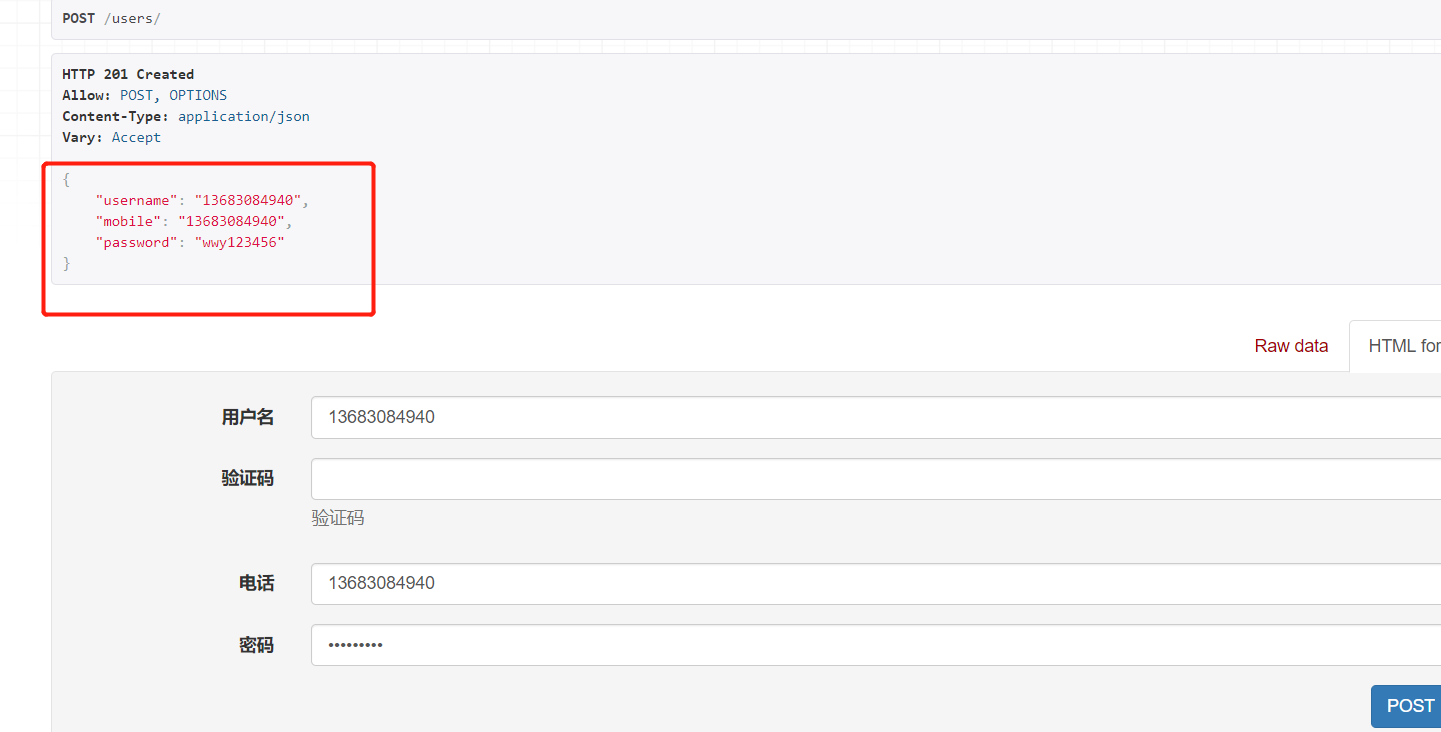 POST /users/
HTTP 201 Created
Allow: POST, OPTIONS
Content-Type: application/json
Vary: Accept
{
    "username": "13683084940",
    "mobile": "13683084940",
    "password": "wwy123456"
}
Raw data
HTML for
用户名 13683084940
验证码
验证码
电话 13683084940
密码 •••••••••
POST